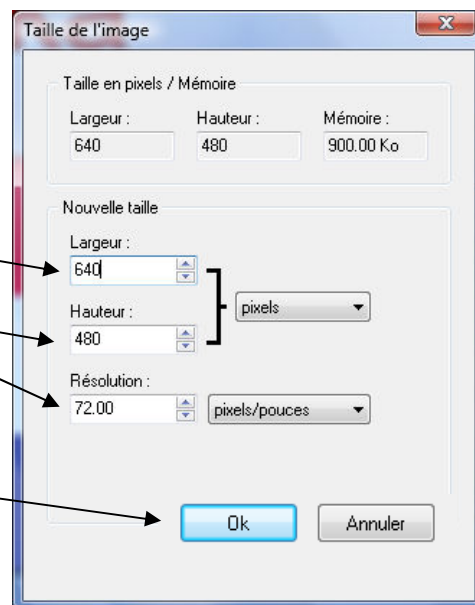 Taille de l'image
Taille en pixels / Mémoire
Largeur : Hauteur : Mémoire :
640 480 900.00 Ko
Nouvelle taille
Largeur :
640
pixels
Hauteur :
480
Résolution :
72.00 pixels/pouces
Ok Annuler